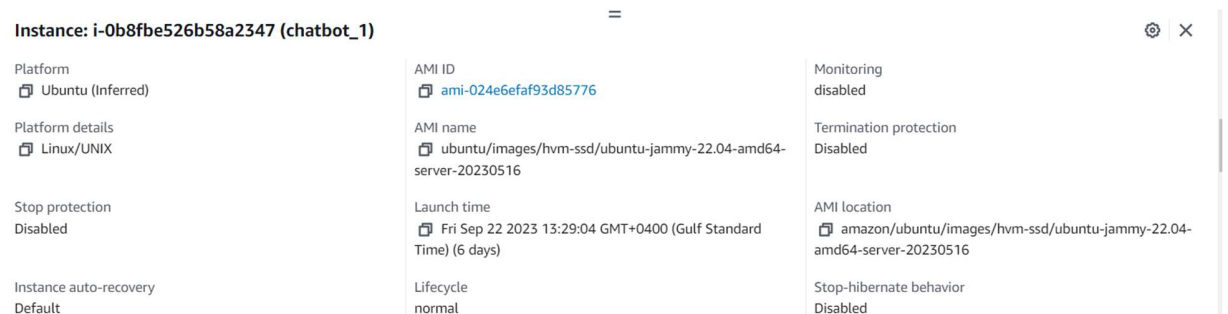 Instance: i-0b8fbe526b58a2347 (chatbot_1)
Platform
Ubuntu (Inferred)
AMI ID
ami-024e6efaf93d85776
Monitoring
disabled
Platform details
Linux/UNIX
AMI name
ubuntu/images/hvm-ssd/ubuntu-jammy-22.04-amd64-
server-20230516
Termination protection
Disabled
Stop protection
Disabled
Launch time
Fri Sep 22 2023 13:29:04 GMT+0400 (Gulf Standard
Time) (6 days)
AMI location
amazon/ubuntu/images/hvm-ssd/ubuntu-jammy-22.04-
amd64-server-20230516
Instance auto-recovery
Default
Lifecycle
normal
Stop-hibernate behavior
Disabled